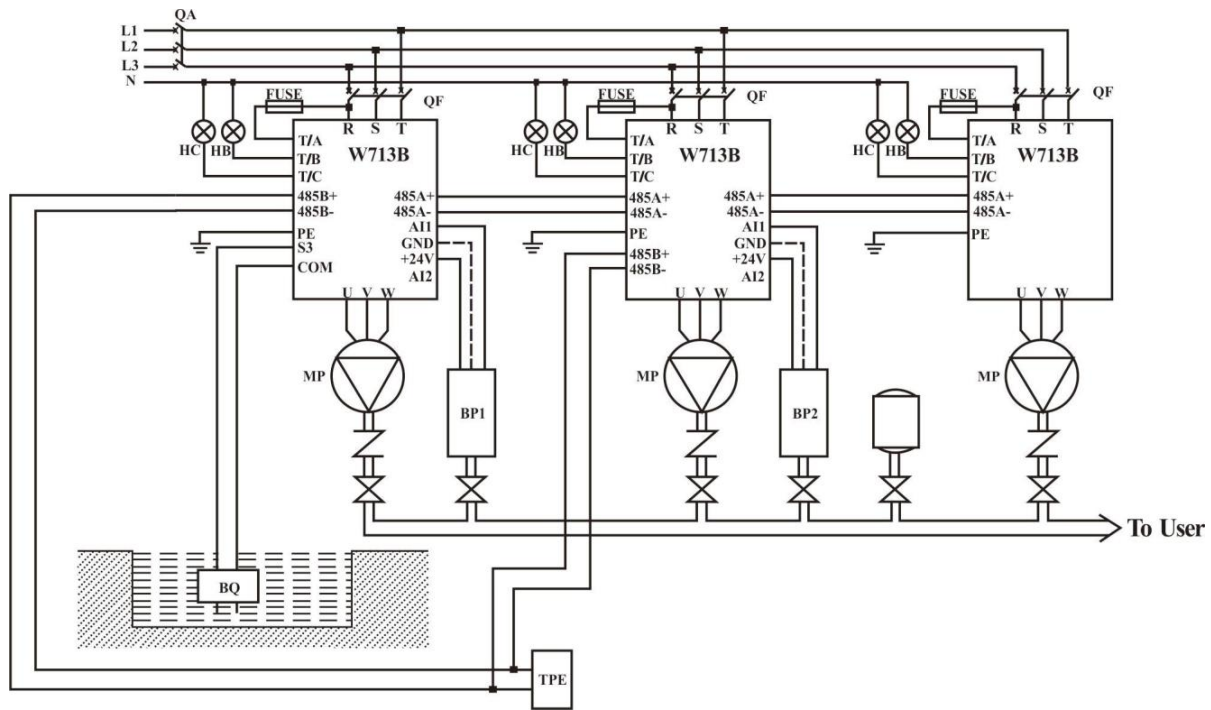 QA
L1
L2
L3
N
FUSE QF FUSE QF FUSE QF
R S T R S T R S T
HC HB T/A W713B HC HB T/A W713B HC HB T/A W713B
T/B T/B T/B
T/C T/C T/C
485B+ 485A+ 485A+ 485A+ 485A+
485B- 485A- 485A- 485A- 485A-
PE AI1 PE AI1 PE
S3 GND 485B+ GND
COM +24V 485B- +24V
AI2 AI2
U V W U V W U V W
MP MP MP
BP1 BP2
To User
BQ
TPE